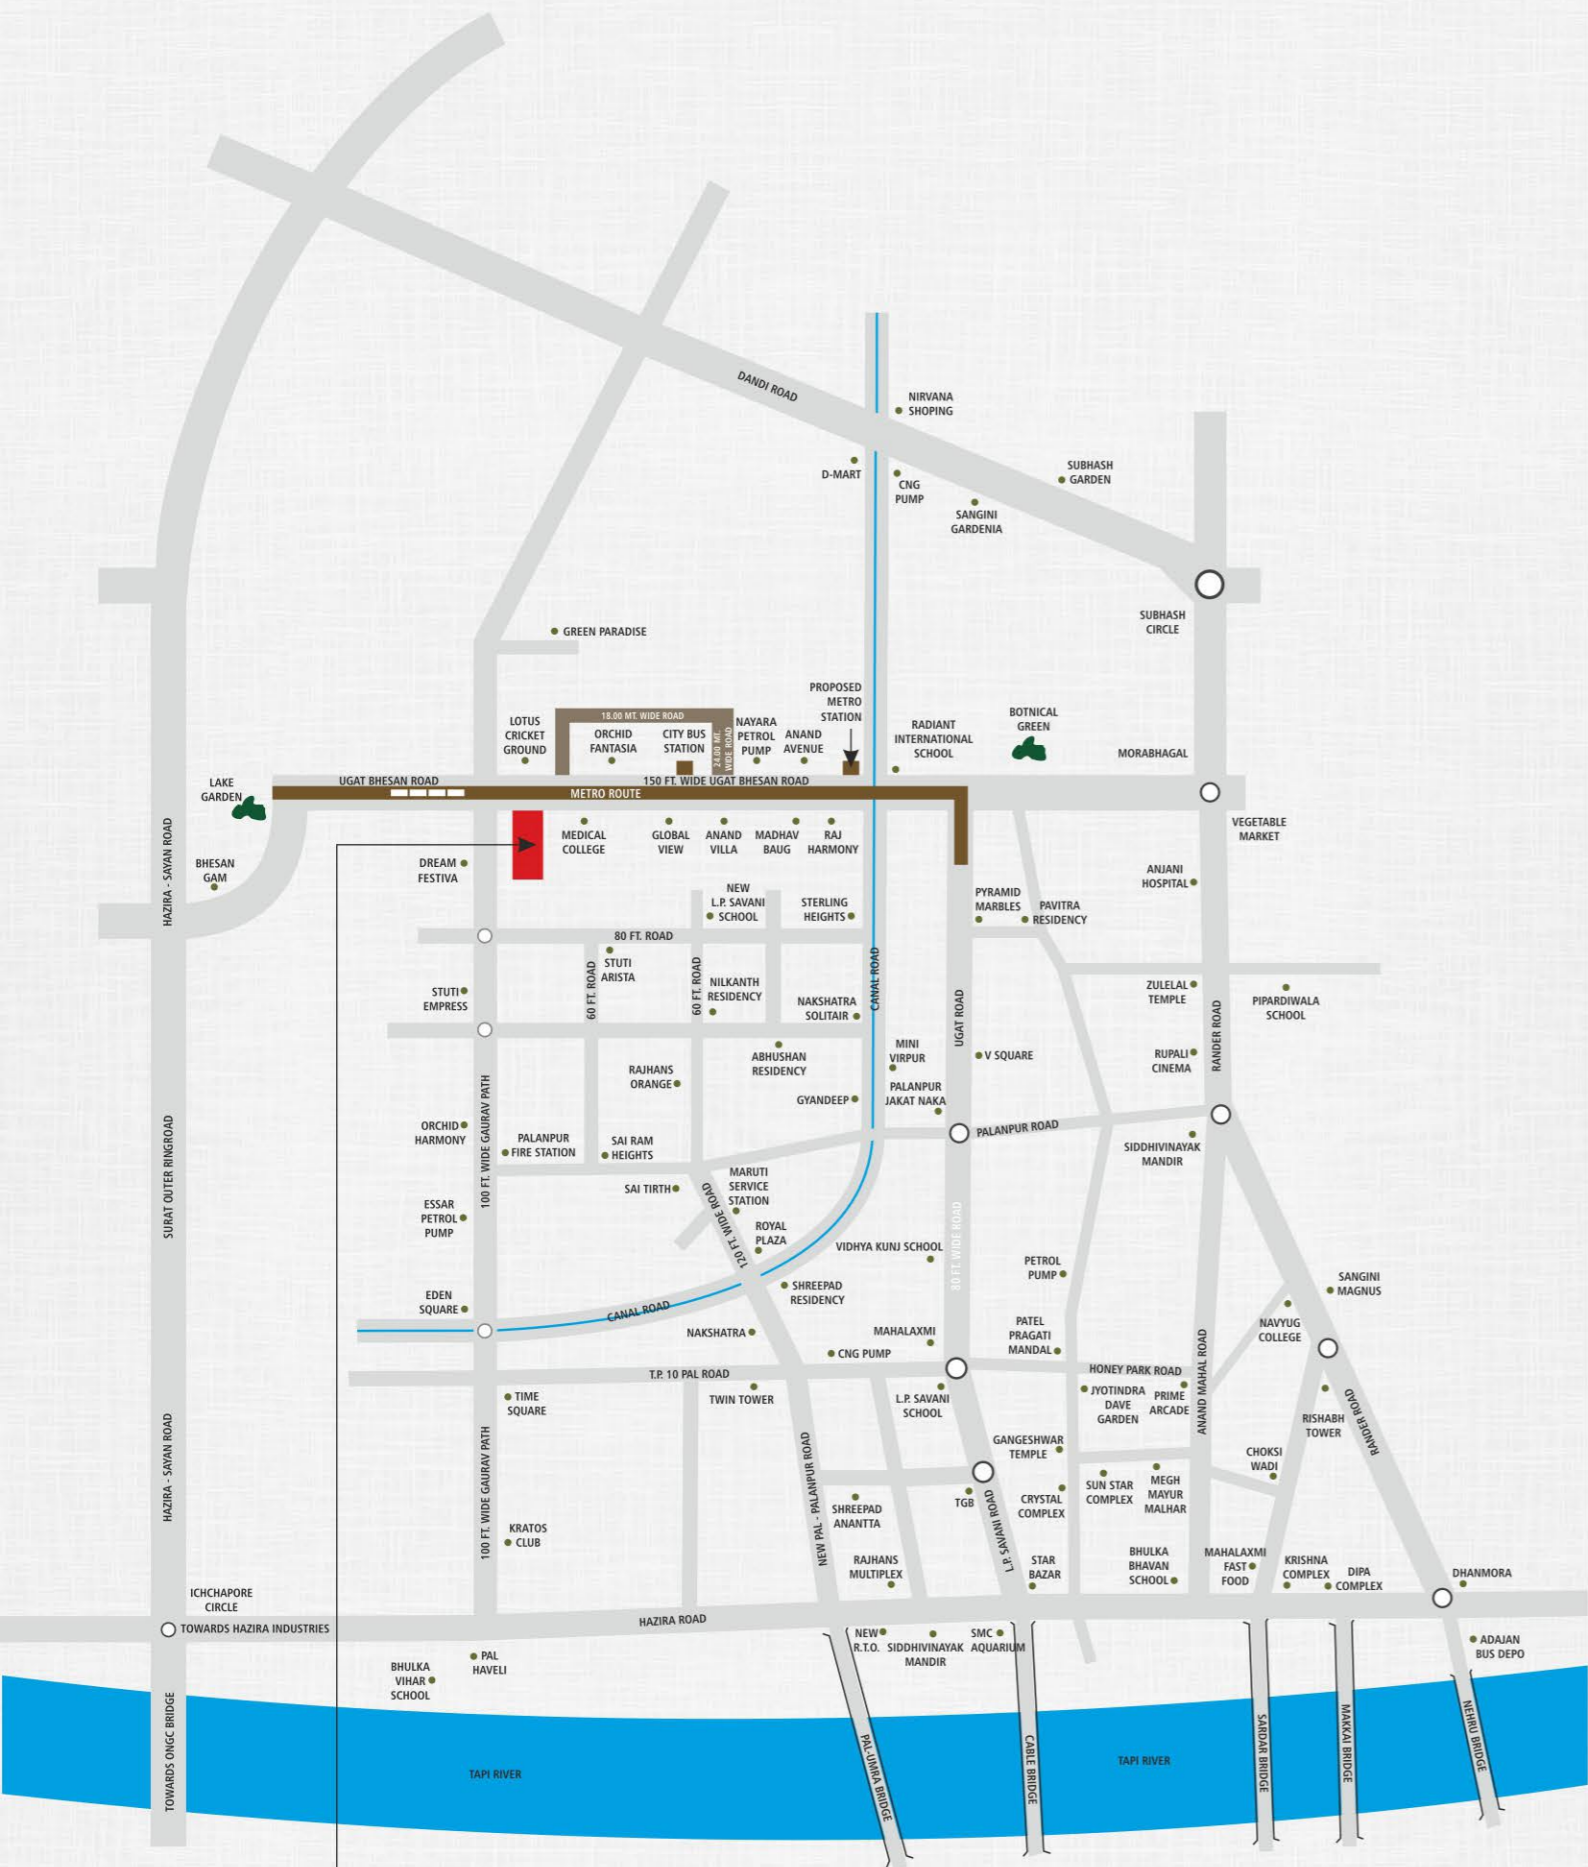 DANDI ROAD
NIRVANA
SHOPING
D-MART
CNG
PUMP
SUBHASH
GARDEN
SANGINI
GARDENIA
SUBHASH
CIRCLE
GREEN PARADISE
PROPOSED
METRO
STATION
LOTUS
CRICKET
GROUND
18.00 MT. WIDE ROAD
ORCHID
FANTASIA
CITY BUS
STATION
24.00 MT.
WIDE ROAD
NAYARA
PETROL
PUMP
ANAND
AVENUE
RADIANT
INTERNATIONAL
SCHOOL
BOTNICAL
GREEN
MORABHAGAL
LAKE
GARDEN
UGAT BHESAN ROAD
150 FT. WIDE UGAT BHESAN ROAD
METRO ROUTE
VEGETABLE
MARKET
HAZIRA - SAYAN ROAD
BHESAN
GAM
DREAM
FESTIVA
MEDICAL
COLLEGE
GLOBAL
VIEW
ANAND
VILLA
MADHAV
BAUG
RAJ
HARMONY
ANJANI
HOSPITAL
NEW
L.P. SAVANI
SCHOOL
STERLING
HEIGHTS
PYRAMID
MARBLES
PAVITRA
RESIDENCY
80 FT. ROAD
STUTI
ARISTA
60 FT. ROAD
60 FT. ROAD
NILKANTH
RESIDENCY
NAKSHATRA
SOLITAIR
CANAL ROAD
UGAT ROAD
STUTI
EMPRESS
ZULELAL
TEMPLE
PIPARDIWALA
SCHOOL
RANDER ROAD
ABHUSHAN
RESIDENCY
MINI
VIRPUR
V SQUARE
RUPALI
CINEMA
RAJHANS
ORANGE
GYANDEEP
PALANPUR
JAKAT NAKA
100 FT. WIDE GAURAV PATH
ORCHID
HARMONY
PALANPUR
FIRE STATION
SAI RAM
HEIGHTS
PALANPUR ROAD
SIDDHIVINAYAK
MANDIR
SURAT OUTER RINGROAD
SAI TIRTH
MARUTI
SERVICE
STATION
120 FT. WIDE ROAD
ESSAR
PETROL
PUMP
ROYAL
PLAZA
VIDHYA KUNJ SCHOOL
80 FT. WIDE ROAD
PETROL
PUMP
SANGINI
MAGNUS
EDEN
SQUARE
CANAL ROAD
SHREEPAD
RESIDENCY
NAKSHATRA
MAHALAXMI
PATEL
PRAGATI
MANDAL
NAVYUG
COLLEGE
CNG PUMP
T.P. 10 PAL ROAD
HONEY PARK ROAD
ANAND MAHAL ROAD
TIME
SQUARE
TWIN TOWER
L.P. SAVANI
SCHOOL
JYOTINDRA
DAVE
GARDEN
PRIME
ARCADE
RISHABH
TOWER
RANDER ROAD
HAZIRA - SAYAN ROAD
100 FT. WIDE GAURAV PATH
NEW PAL - PALANPUR ROAD
GANGESHWAR
TEMPLE
CHOKSI
WADI
SHREEPAD
ANANTTA
TGB
L.P. SAVANI ROAD
CRYSTAL
COMPLEX
SUN STAR
COMPLEX
MEGH
MAYUR
MALHAR
KRATOS
CLUB
RAJHANS
MULTIPLEX
STAR
BAZAR
BHULKA
BHAVAN
SCHOOL
MAHALAXMI
FAST
FOOD
KRISHNA
COMPLEX
DIPA
COMPLEX
DHANMORA
ICHCHAPORE
CIRCLE
TOWARDS HAZIRA INDUSTRIES
HAZIRA ROAD
NEW
R.T.O.
SIDDHIVINAYAK
MANDIR
SMC
AQUARIUM
ADAJAN
BUS DEPO
PAL
HAVELI
BHULKA
VIHAR
SCHOOL
TOWARDS ONGC BRIDGE
TAPI RIVER
PAL-UMRA BRIDGE
CABLE BRIDGE
TAPI RIVER
SARDAR BRIDGE
MAKKAI BRIDGE
NEHRU BRIDGE